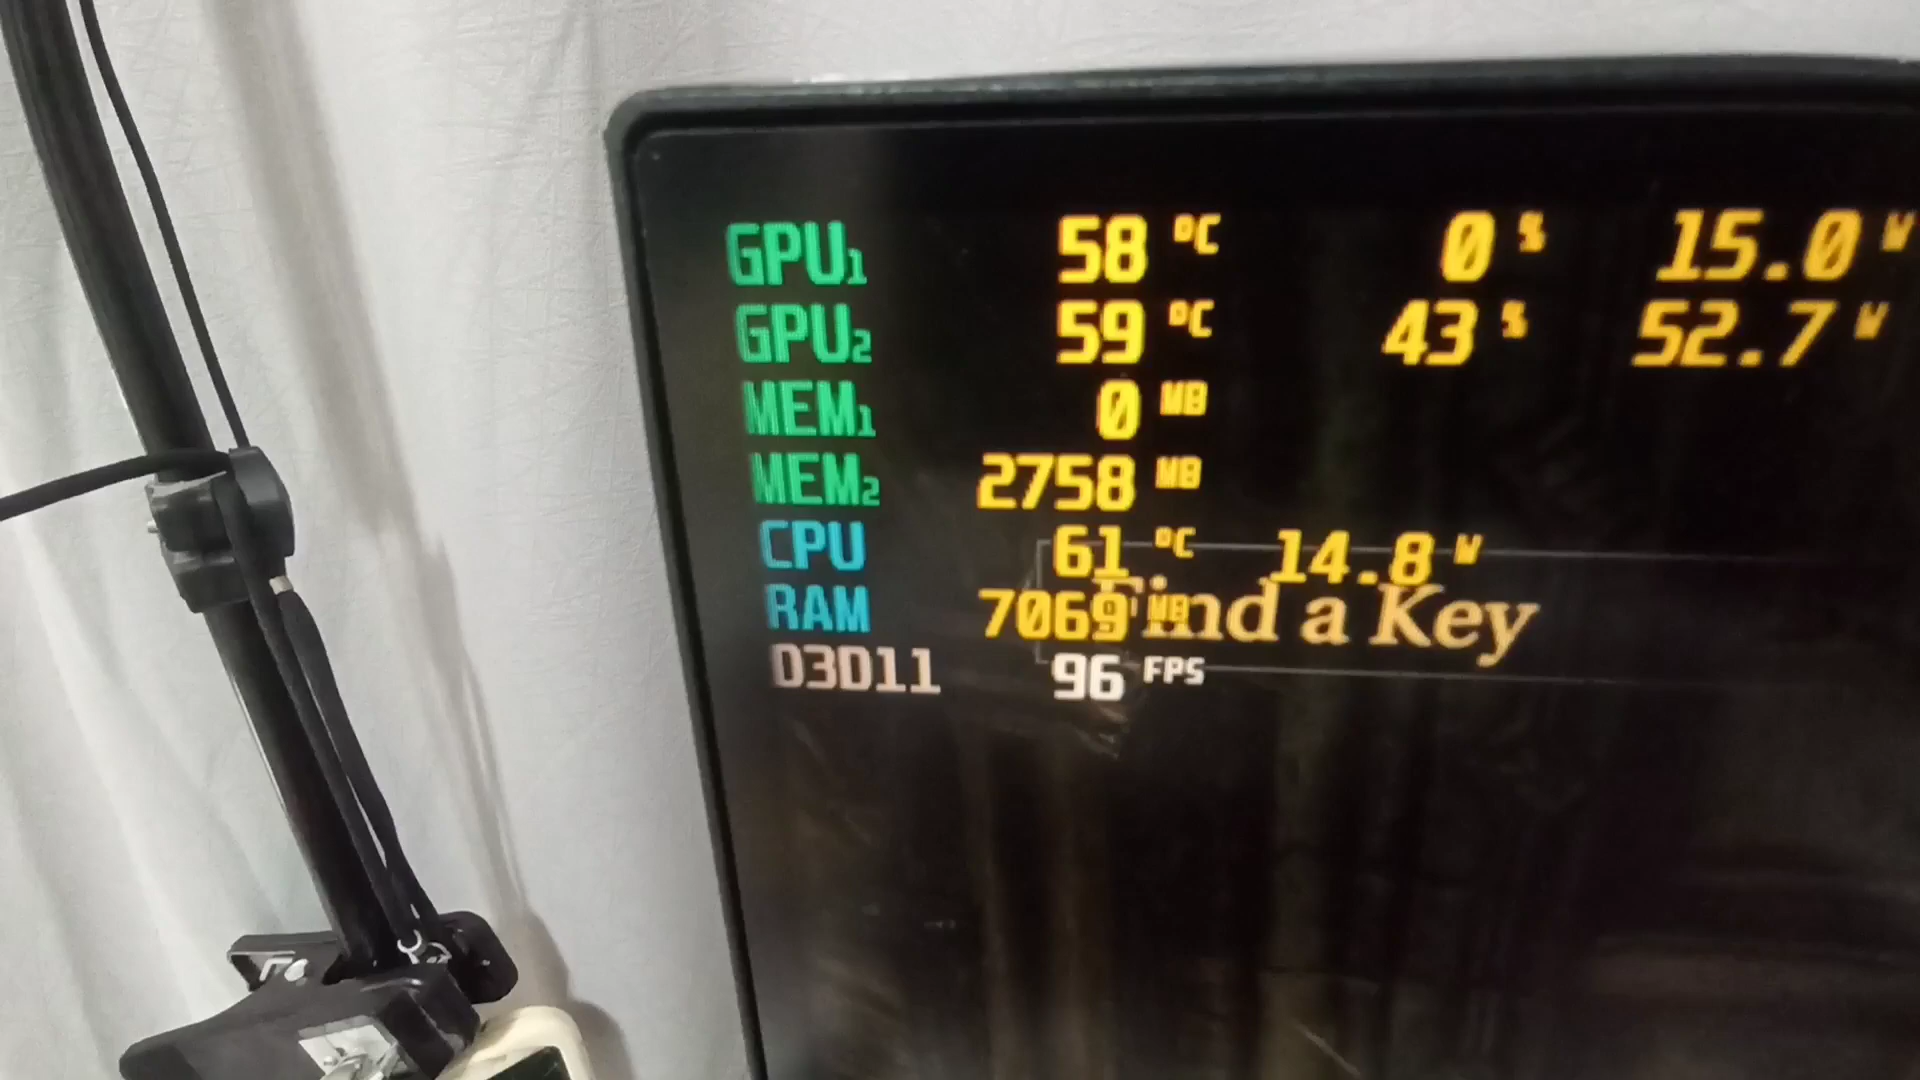 GPU1 58 °C 0 % 15.0 W
GPU2 59 °C 43 % 52.7 W
MEM1 0 MB
MEM2 2758 MB
CPU 61 °C 14.8 W
RAM 7069 MB
Find a Key
D3D11 96 FPS